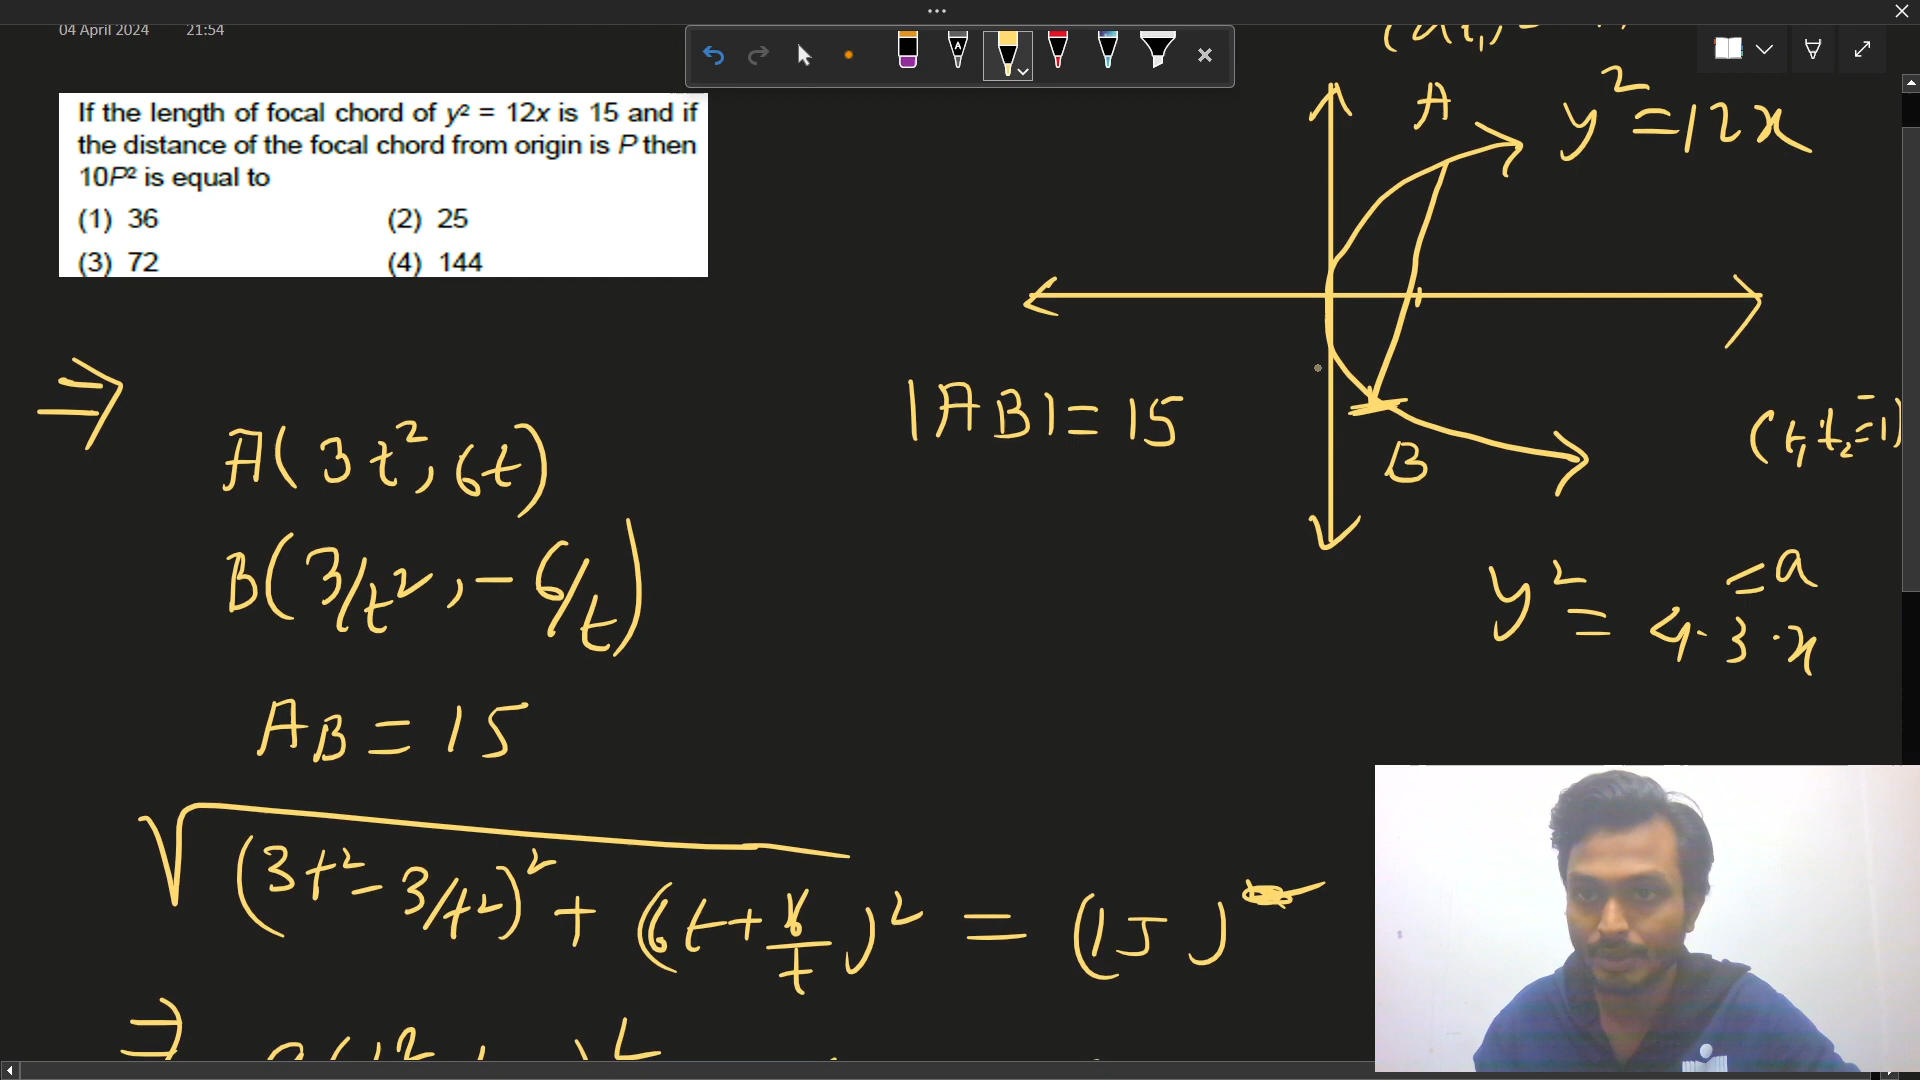 04 April 2024 21:54
If the length of focal chord of y² = 12x is 15 and if
the distance of the focal chord from origin is P then
10P² is equal to
(1) 36 (2) 25
(3) 72 (4) 144
A
y² = 12x
⇒
|AB| = 15
A(3t², 6t)
B
(t₁t₂ = -1)
B(3/t², -6/t)
= a
y² = 4·3·x
AB = 15
√(3t² - 3/t²)² + (6t + 6/t)² = (15)
⇒